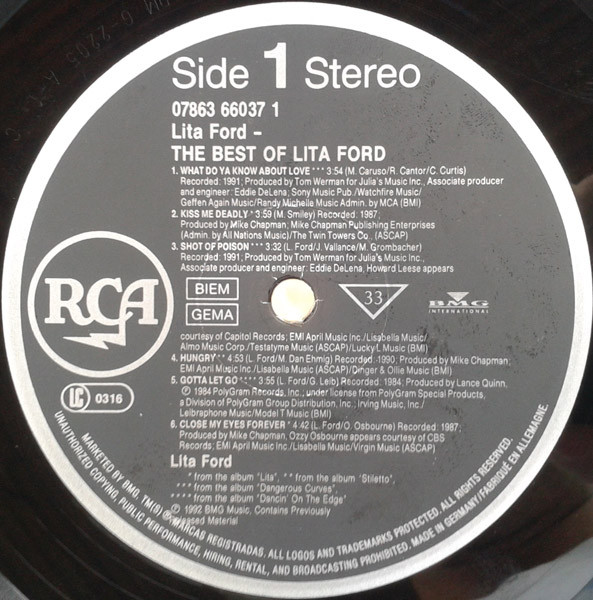 Side 1 Stereo
07863 66037 1
Lita Ford -
THE BEST OF LITA FORD
1. WHAT DO YA KNOW ABOUT LOVE *** 3:54 (M. Caruso/R. Cantor/C. Curtis)
Recorded: 1991; Produced by Tom Werman for Julia's Music Inc., Associate producer
and engineer: Eddie DeLena; Sony Music Pub./Watchfire Music/
Geffen Again Music/Randy Michelle Music Admin. by MCA (BMI)
2. KISS ME DEADLY * 3:59 (M. Smiley) Recorded: 1987;
Produced by Mike Chapman; Mike Chapman Publishing Enterprises
(Admin. by All Nations Music)/The Twin Towers Co., (ASCAP)
3. SHOT OF POISON *** 3:32 (L. Ford/J. Vallance/M. Grombacher)
Recorded: 1991; Produced by Tom Werman for Julia's Music Inc.,
Associate producer and engineer: Eddie DeLena, Howard Leese appears
RCA
BIEM
GEMA
33
BMG
INTERNATIONAL
courtesy of Capitol Records; EMI April Music Inc./Lisabella Music/
Almo Music Corp./Testatyme Music (ASCAP)/Lucky L Music (BMI)
4. HUNGRY ** 4:53 (L. Ford/M. Dan Ehmig) Recorded: 1990; Produced by Mike Chapman;
EMI April Music Inc./Lisabella Music (ASCAP)/Dinger & Ollie Music (BMI)
5. GOTTA LET GO **** 3:55 (L. Ford/G. Leib) Recorded: 1984; Produced by Lance Quinn,
℗ 1984 PolyGram Records, Inc.; under license from PolyGram Special Products,
a Division of PolyGram Group Distribution, Inc.; Irving Music, Inc./
Leibraphone Music/Model T Music (BMI)
6. CLOSE MY EYES FOREVER * 4:42 (L. Ford/O. Osbourne) Recorded: 1987;
Produced by Mike Chapman, Ozzy Osbourne appears courtesy of CBS
Records; EMI April Music Inc./Lisabella Music/Virgin Music (ASCAP)
LC 0316
Lita Ford
* from the album "Lita", ** from the album "Stiletto",
*** from the album "Dangerous Curves",
**** from the album "Dancin' On The Edge"
℗ 1992 BMG Music, Contains Previously
Released Material
MARKETED BY BMG. TM(S) ® MARCAS REGISTRADAS. ALL LOGOS AND TRADEMARKS PROTECTED. ALL RIGHTS RESERVED.
UNAUTHORIZED COPYING, PUBLIC PERFORMANCE, HIRING, RENTAL, AND BROADCASTING PROHIBITED. MADE IN GERMANY/FABRIQUÉ EN ALLEMAGNE.